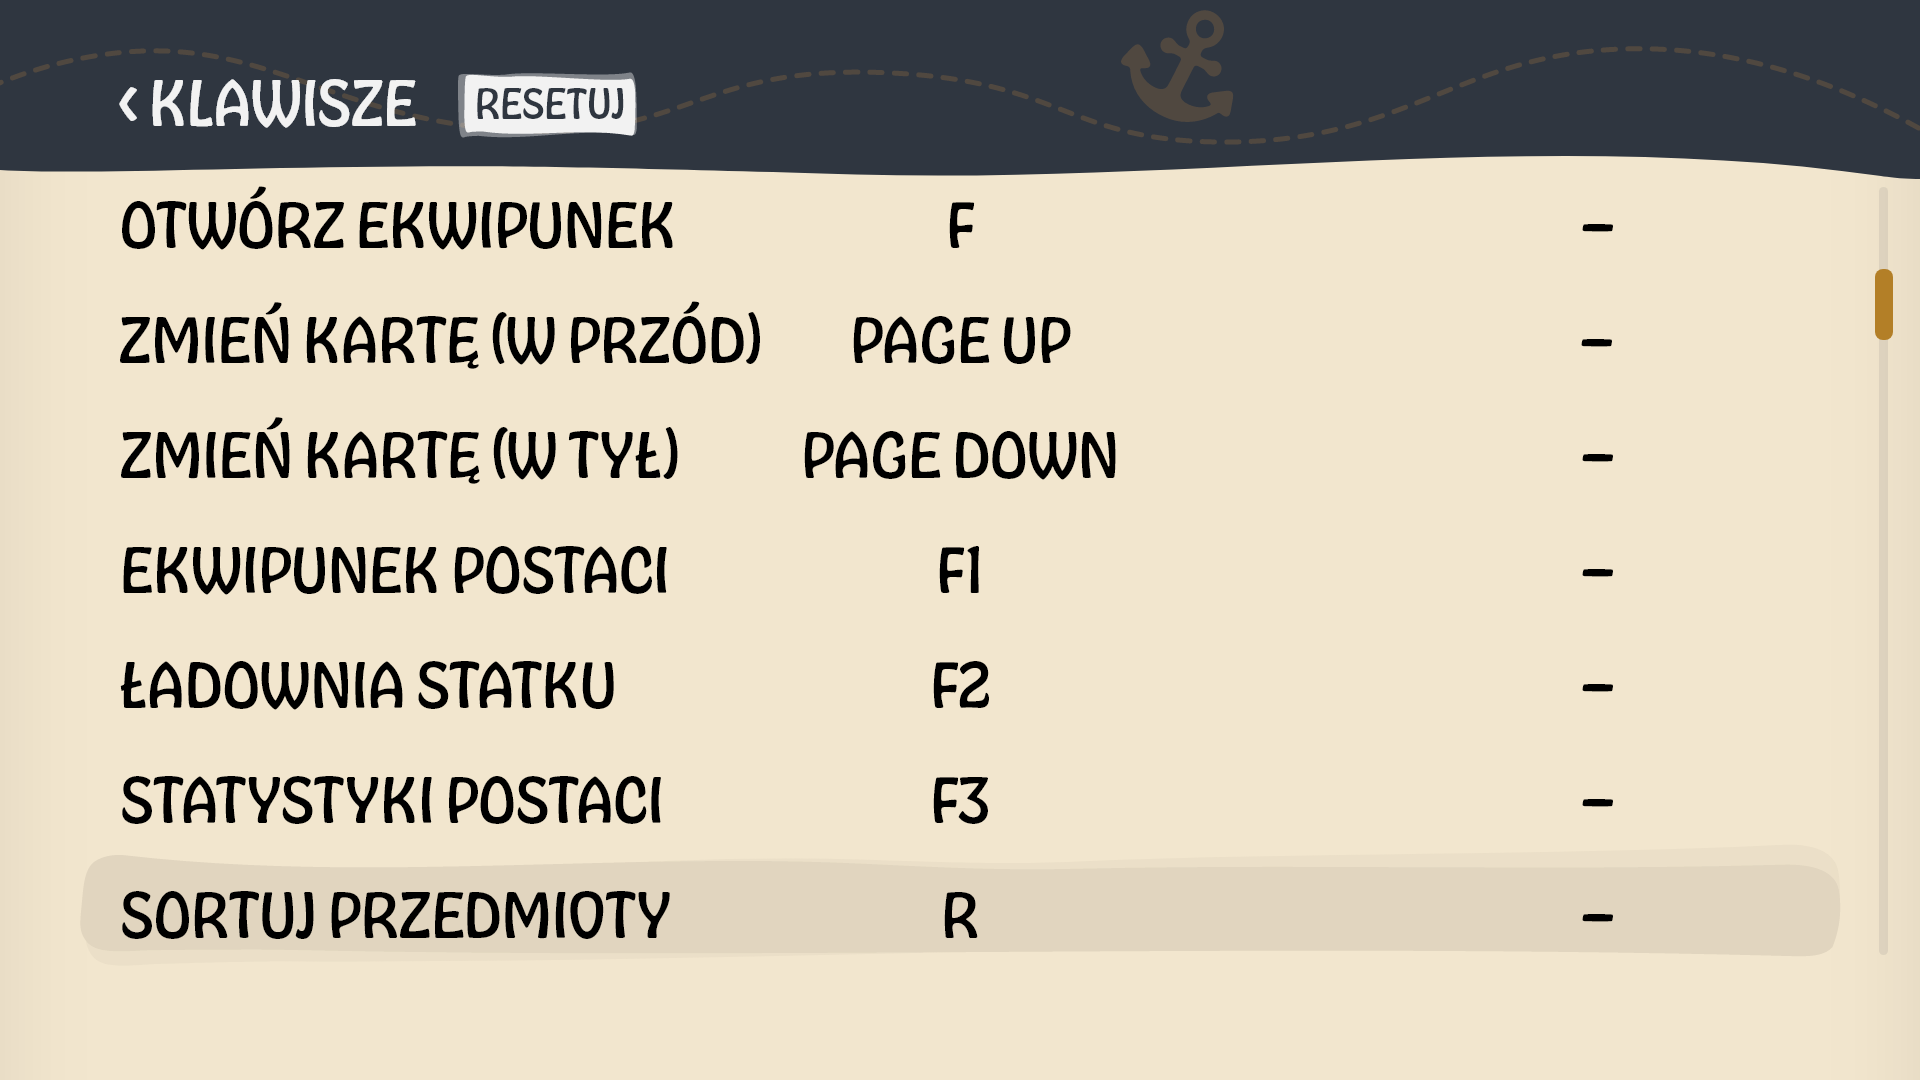 ‹ KLAWISZE RESETUJ
OTWÓRZ EKWIPUNEK F –
ZMIEŃ KARTĘ (W PRZÓD) PAGE UP –
ZMIEŃ KARTĘ (W TYŁ) PAGE DOWN –
EKWIPUNEK POSTACI F1 –
ŁADOWNIA STATKU F2 –
STATYSTYKI POSTACI F3 –
SORTUJ PRZEDMIOTY R –